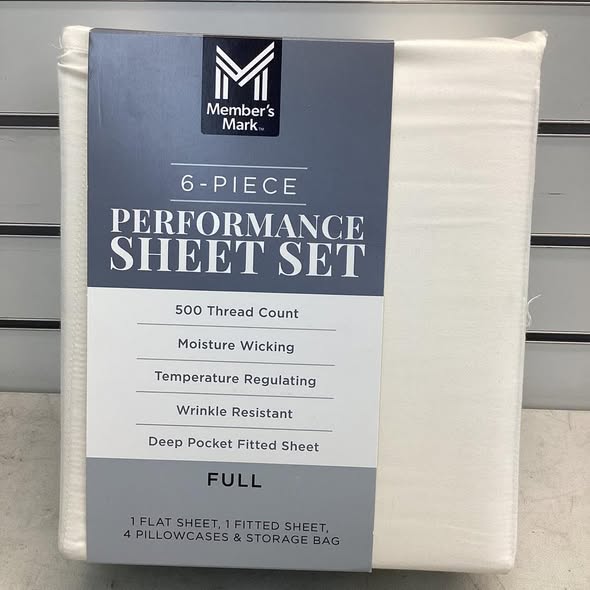 Member's
Mark™
6-PIECE
PERFORMANCE
SHEET SET
500 Thread Count
Moisture Wicking
Temperature Regulating
Wrinkle Resistant
Deep Pocket Fitted Sheet
FULL
1 FLAT SHEET, 1 FITTED SHEET,
4 PILLOWCASES & STORAGE BAG